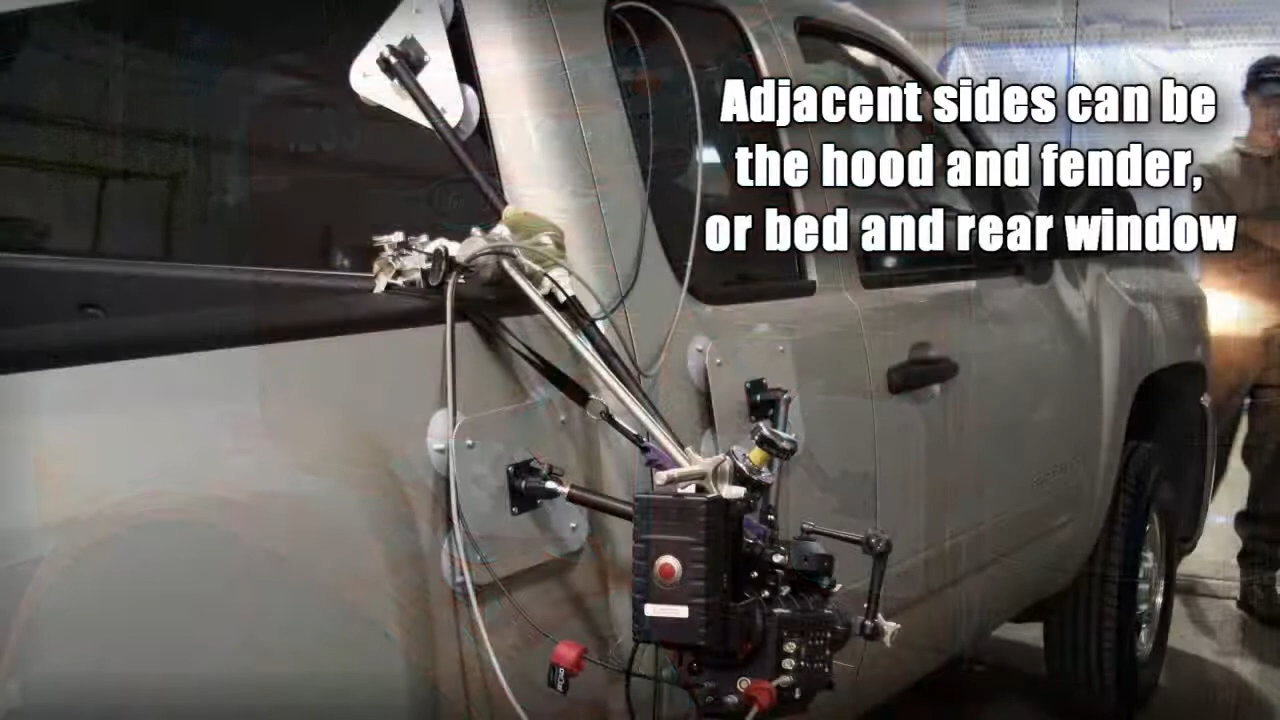 Adjacent sides can be
the hood and fender,
or bed and rear window